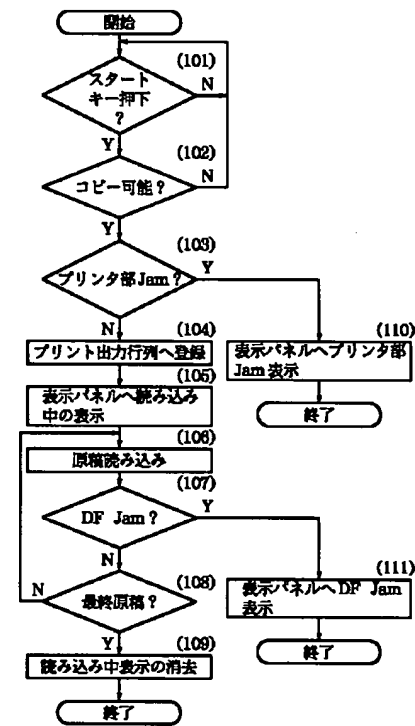 開始
(101)
スタート
キー押下
?
N
Y
(102)
コピー可能?
N
Y
(103)
プリンタ部Jam?
Y
N
(104)
プリント出力行列へ登録
(110)
表示パネルへプリンタ部
Jam 表示
終了
(105)
表示パネルへ読み込み
中の表示
(106)
原稿読み込み
(107)
DF Jam?
Y
N
(111)
表示パネルへ DF Jam
表示
終了
(108)
最終原稿?
N
Y
(109)
読み込み中表示の消去
終了